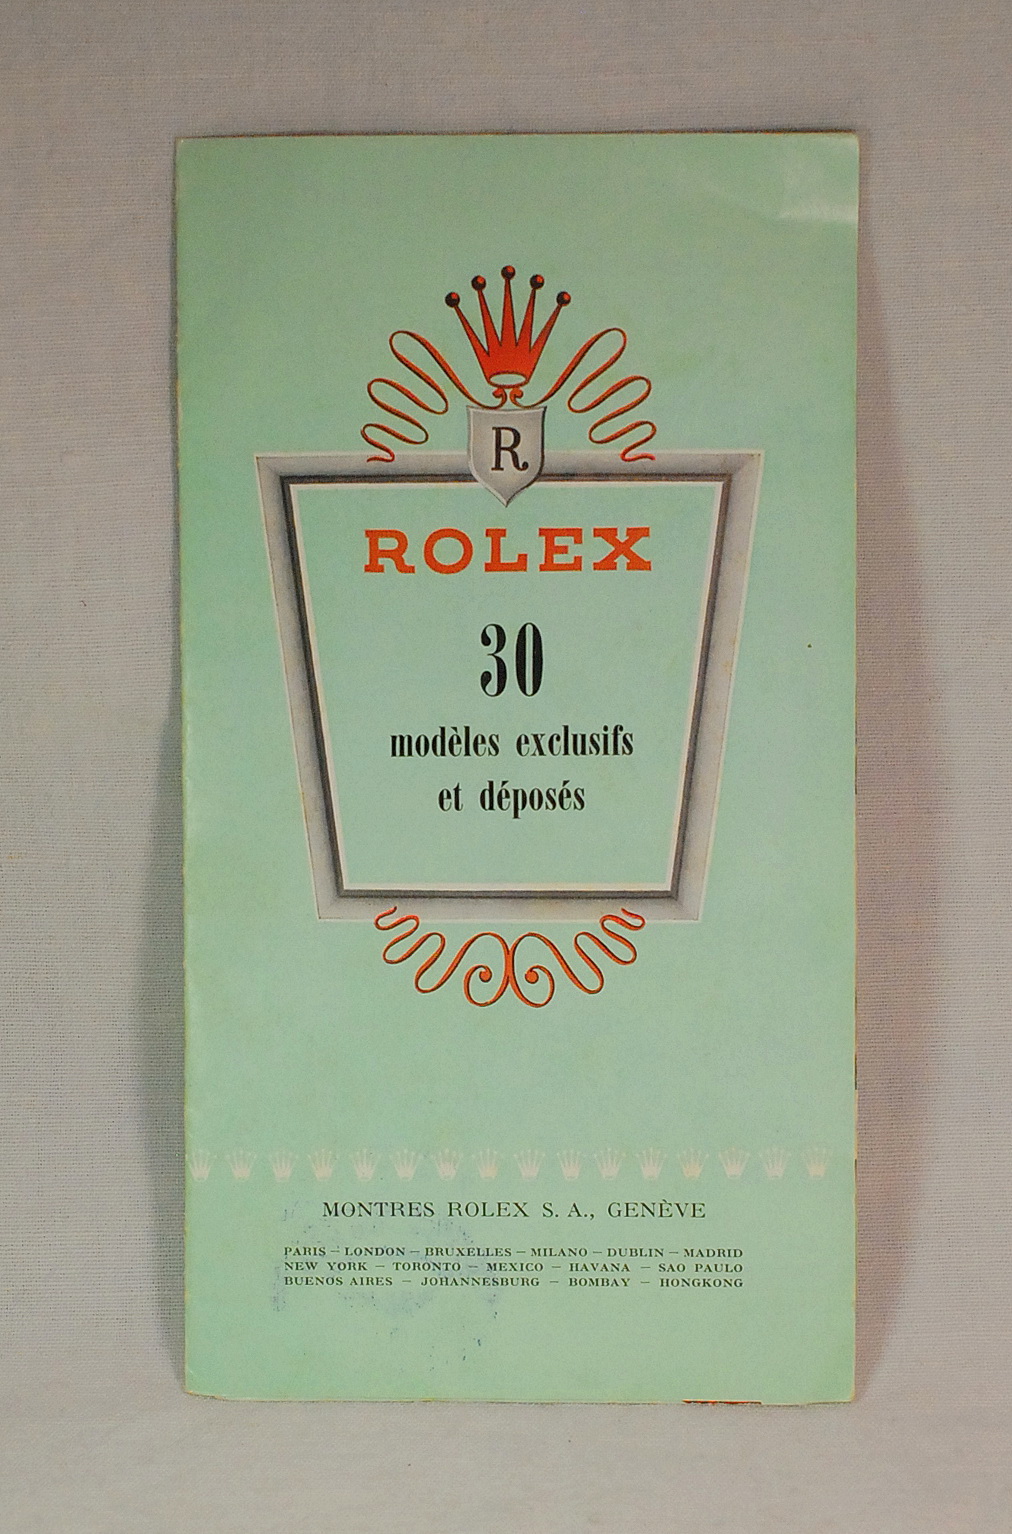 R
ROLEX
30
modèles exclusifs
et déposés
MONTRES ROLEX S. A., GENÈVE
PARIS – LONDON – BRUXELLES – MILANO – DUBLIN – MADRID
NEW YORK – TORONTO – MEXICO – HAVANA – SAO PAULO
BUENOS AIRES – JOHANNESBURG – BOMBAY – HONGKONG